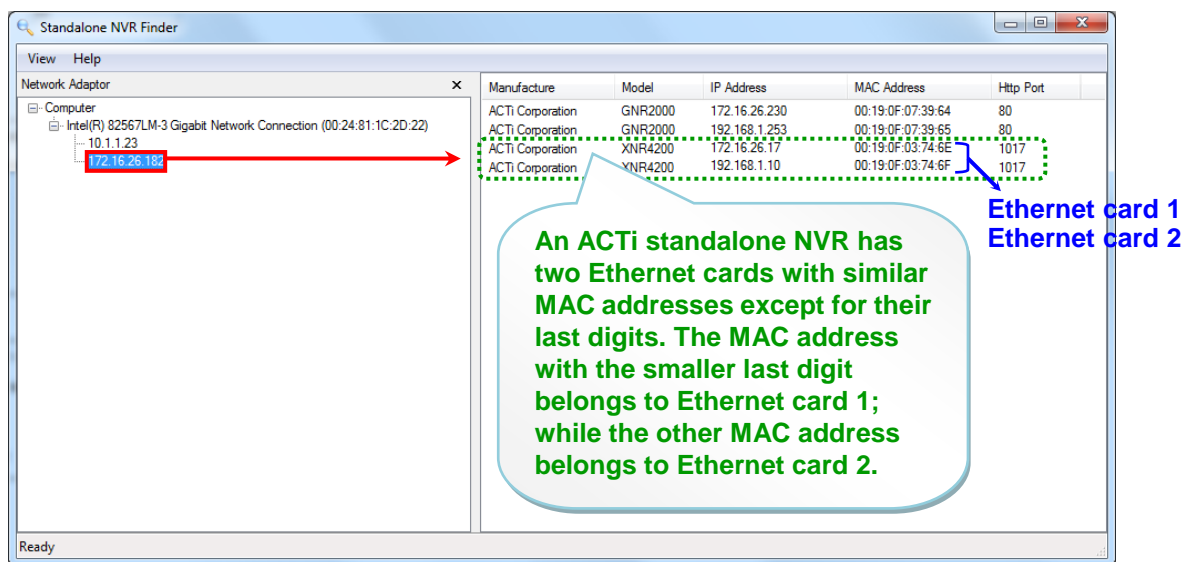 Standalone NVR Finder
View Help
Network Adaptor
Computer
Intel(R) 82567LM-3 Gigabit Network Connection (00:24:81:1C:2D:22)
10.1.1.23
172.16.26.182
Manufacture Model IP Address MAC Address Http Port
ACTi Corporation GNR2000 172.16.26.230 00:19:0F:07:39:64 80
ACTi Corporation GNR2000 192.168.1.253 00:19:0F:07:39:65 80
ACTi Corporation XNR4200 172.16.26.17 00:19:0F:03:74:6E 1017
ACTi Corporation XNR4200 192.168.1.10 00:19:0F:03:74:6F 1017
Ethernet card 1
Ethernet card 2
An ACTi standalone NVR has
two Ethernet cards with similar
MAC addresses except for their
last digits. The MAC address
with the smaller last digit
belongs to Ethernet card 1;
while the other MAC address
belongs to Ethernet card 2.
Ready